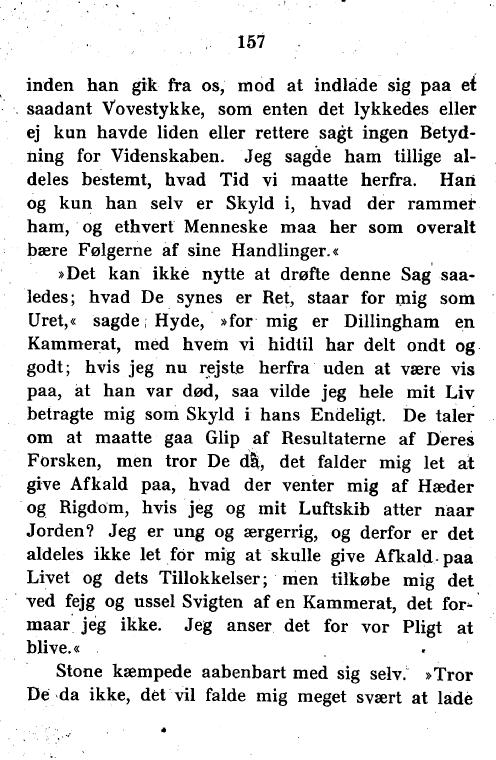 157
inden han gik fra os, mod at indlade sig paa et
saadant Vovestykke, som enten det lykkedes eller
ej kun havde liden eller rettere sagt ingen Betyd-
ning for Videnskaben. Jeg sagde ham tillige al-
deles bestemt, hvad Tid vi maatte herfra. Han
og kun han selv er Skyld i, hvad der rammer
ham, og ethvert Menneske maa her som overalt
bære Følgerne af sine Handlinger.«
»Det kan ikke nytte at drøfte denne Sag saa-
ledes; hvad De synes er Ret, staar for mig som
Uret,« sagde Hyde, »for mig er Dillingham en
Kammerat, med hvem vi hidtil har delt ondt og
godt; hvis jeg nu rejste herfra uden at være vis
paa, at han var død, saa vilde jeg hele mit Liv
betragte mig som Skyld i hans Endeligt. De taler
om at maatte gaa Glip af Resultaterne af Deres
Forsken, men tror De da, det falder mig let at
give Afkald paa, hvad der venter mig af Hæder
og Rigdom, hvis jeg og mit Luftskib atter naar
Jorden? Jeg er ung og ærgerrig, og derfor er det
aldeles ikke let for mig at skulle give Afkald paa
Livet og dets Tillokkelser; men tilkøbe mig det
ved fejg og ussel Svigten af en Kammerat, det for-
maar jeg ikke. Jeg anser det for vor Pligt at
blive.«
Stone kæmpede aabenbart med sig selv. »Tror
De da ikke, det vil falde mig meget svært at lade